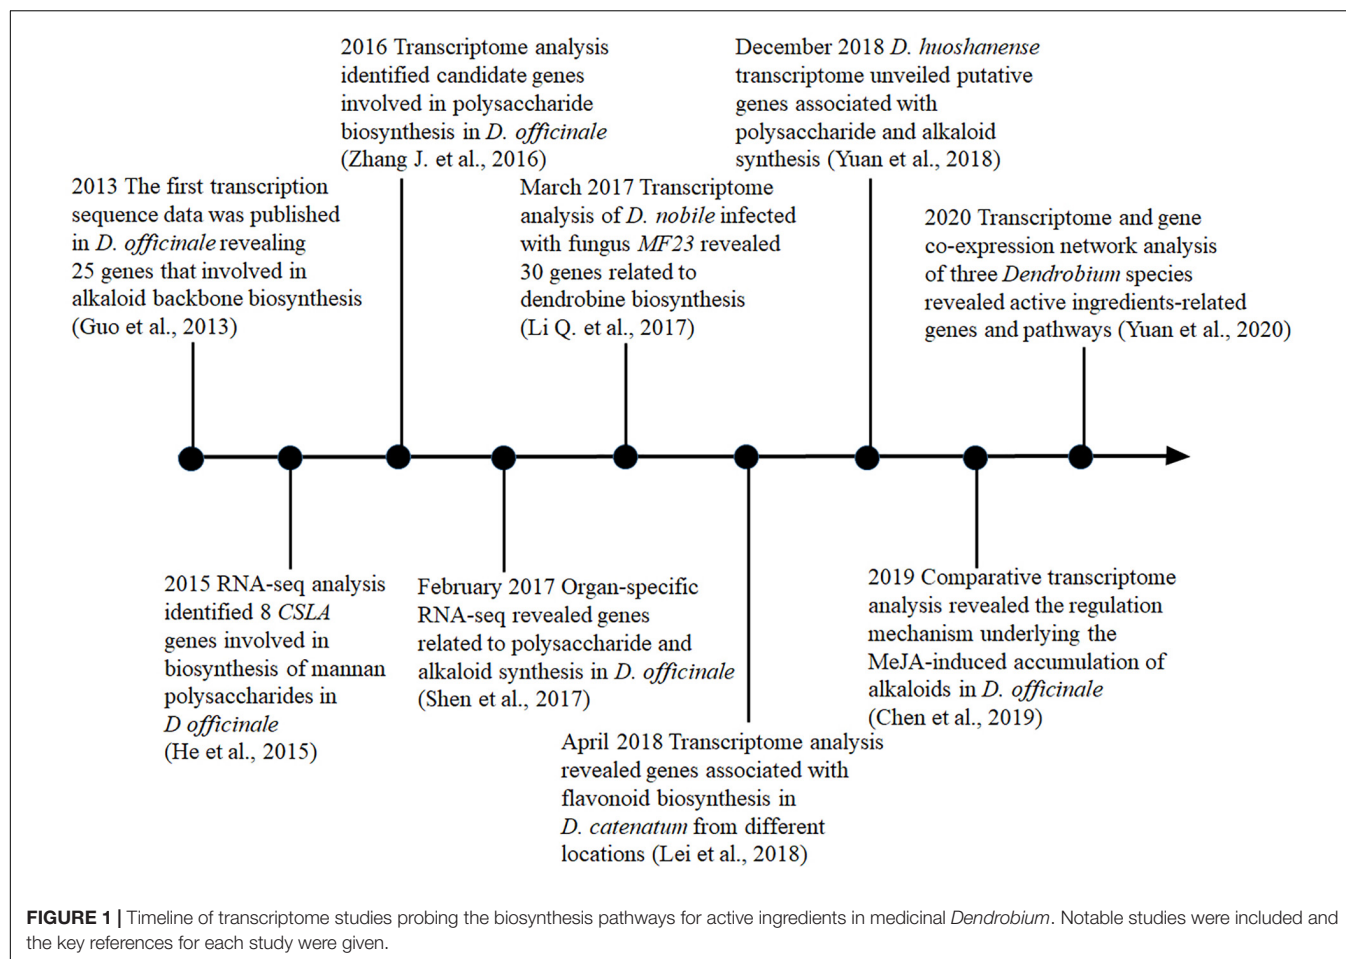 2016 Transcriptome analysis
identified candidate genes
involved in polysaccharide
biosynthesis in D. officinale
(Zhang J. et al., 2016)
December 2018 D. huoshanense
transcriptome unveiled putative
genes associated with
polysaccharide and alkaloid
synthesis (Yuan et al., 2018)
2013 The first transcription
sequence data was published
in D. officinale revealing
25 genes that involved in
alkaloid backbone biosynthesis
(Guo et al., 2013)
March 2017 Transcriptome
analysis of D. nobile infected
with fungus MF23 revealed
30 genes related to
dendrobine biosynthesis
(Li Q. et al., 2017)
2020 Transcriptome and gene
co-expression network analysis
of three Dendrobium species
revealed active ingredients-related
genes and pathways (Yuan et al., 2020)
2015 RNA-seq analysis
identified 8 CSLA
genes involved in
biosynthesis of mannan
polysaccharides in
D officinale
(He et al., 2015)
February 2017 Organ-specific
RNA-seq revealed genes
related to polysaccharide and
alkaloid synthesis in D. officinale
(Shen et al., 2017)
April 2018 Transcriptome analysis
revealed genes associated with
flavonoid biosynthesis in
D. catenatum from different
locations (Lei et al., 2018)
2019 Comparative transcriptome
analysis revealed the regulation
mechanism underlying the
MeJA-induced accumulation of
alkaloids in D. officinale
(Chen et al., 2019)
FIGURE 1 | Timeline of transcriptome studies probing the biosynthesis pathways for active ingredients in medicinal Dendrobium. Notable studies were included and
the key references for each study were given.